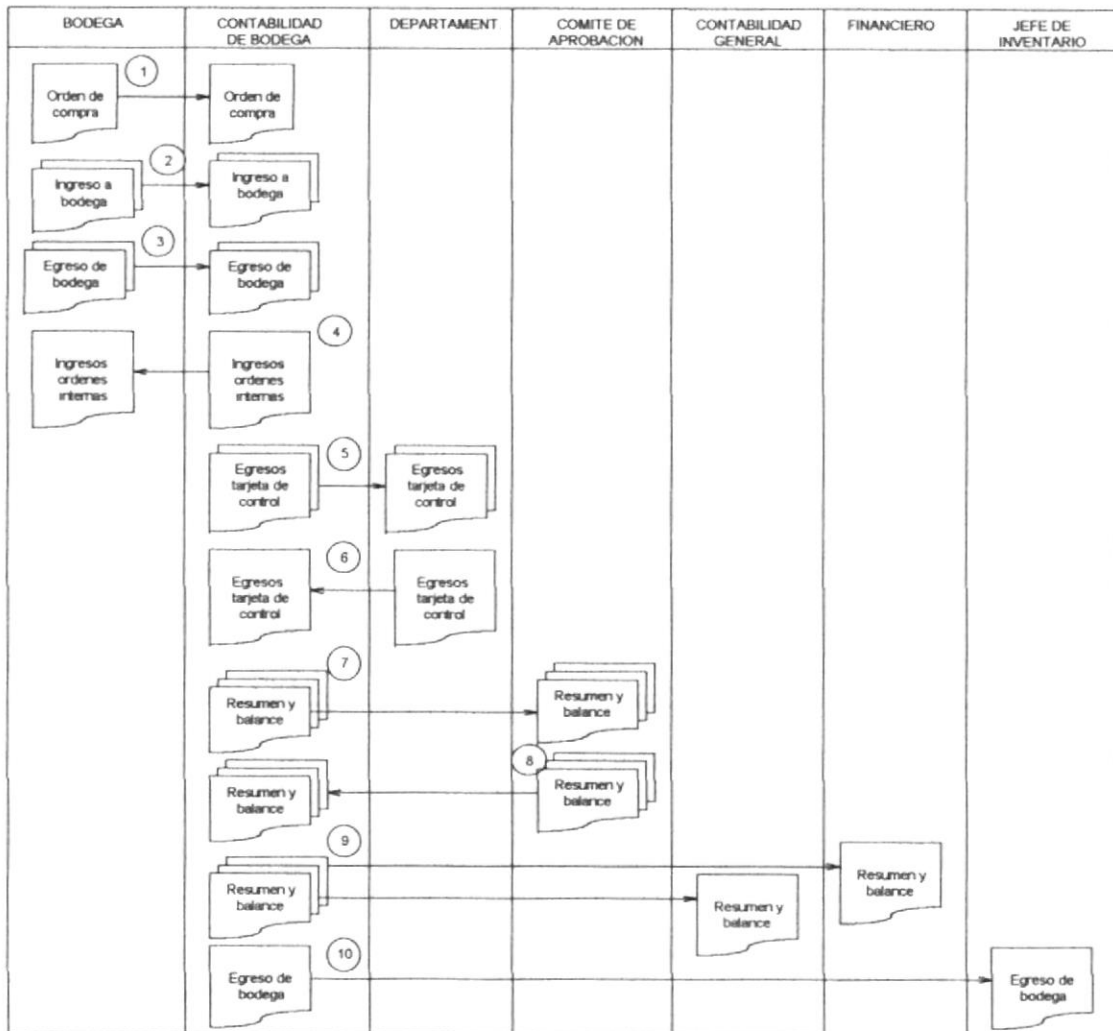 BODEGA
CONTABILIDAD
DE BODEGA
DEPARTAMENT
COMITE DE
APROBACION
CONTABILIDAD
GENERAL
FINANCIERO
JEFE DE
INVENTARIO
1
Orden de
compra
Orden de
compra
2
Ingreso a
bodega
Ingreso a
bodega
3
Egreso de
bodega
Egreso de
bodega
4
Ingresos
ordenes
internas
Ingresos
ordenes
internas
5
Egresos
tarjeta de
control
Egresos
tarjeta de
control
6
Egresos
tarjeta de
control
Egresos
tarjeta de
control
7
Resumen y
balance
Resumen y
balance
8
Resumen y
balance
Resumen y
balance
9
Resumen y
balance
Resumen y
balance
Resumen y
balance
10
Egreso de
bodega
Egreso de
bodega